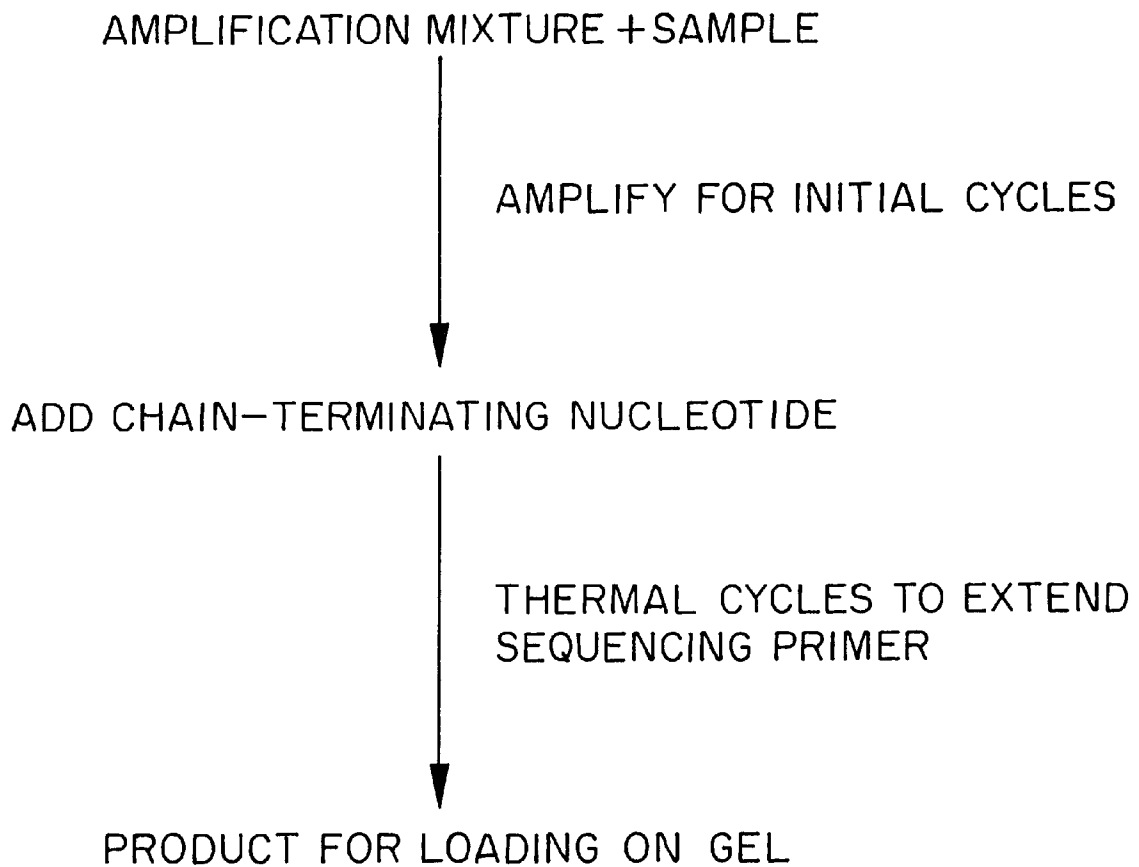 AMPLIFICATION MIXTURE + SAMPLE
AMPLIFY FOR INITIAL CYCLES
ADD CHAIN-TERMINATING NUCLEOTIDE
THERMAL CYCLES TO EXTEND
SEQUENCING PRIMER
PRODUCT FOR LOADING ON GEL